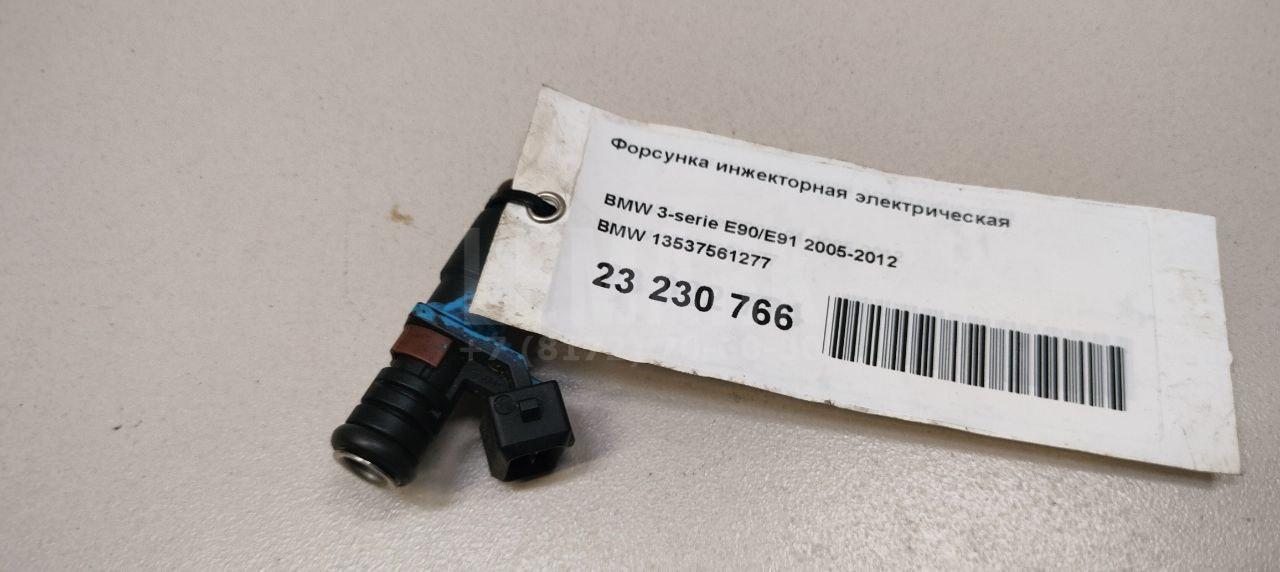 Форсунка инжекторная электрическая
BMW 3-serie E90/E91 2005-2012
BMW 13537561277
23 230 766